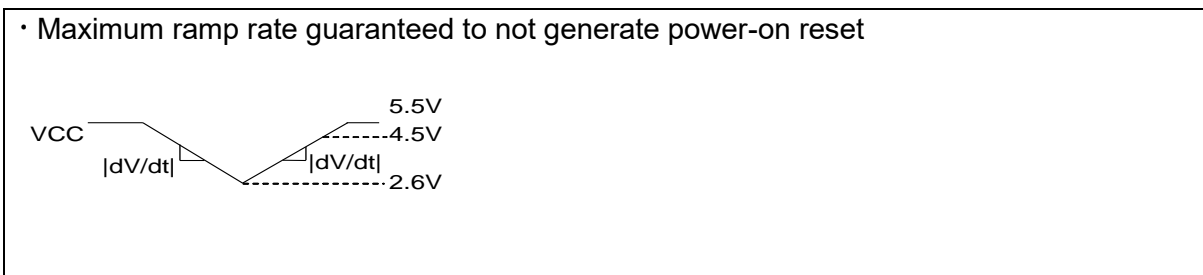 ・Maximum ramp rate guaranteed to not generate power-on reset
5.5V
VCC
4.5V
|dV/dt|
|dV/dt|
2.6V